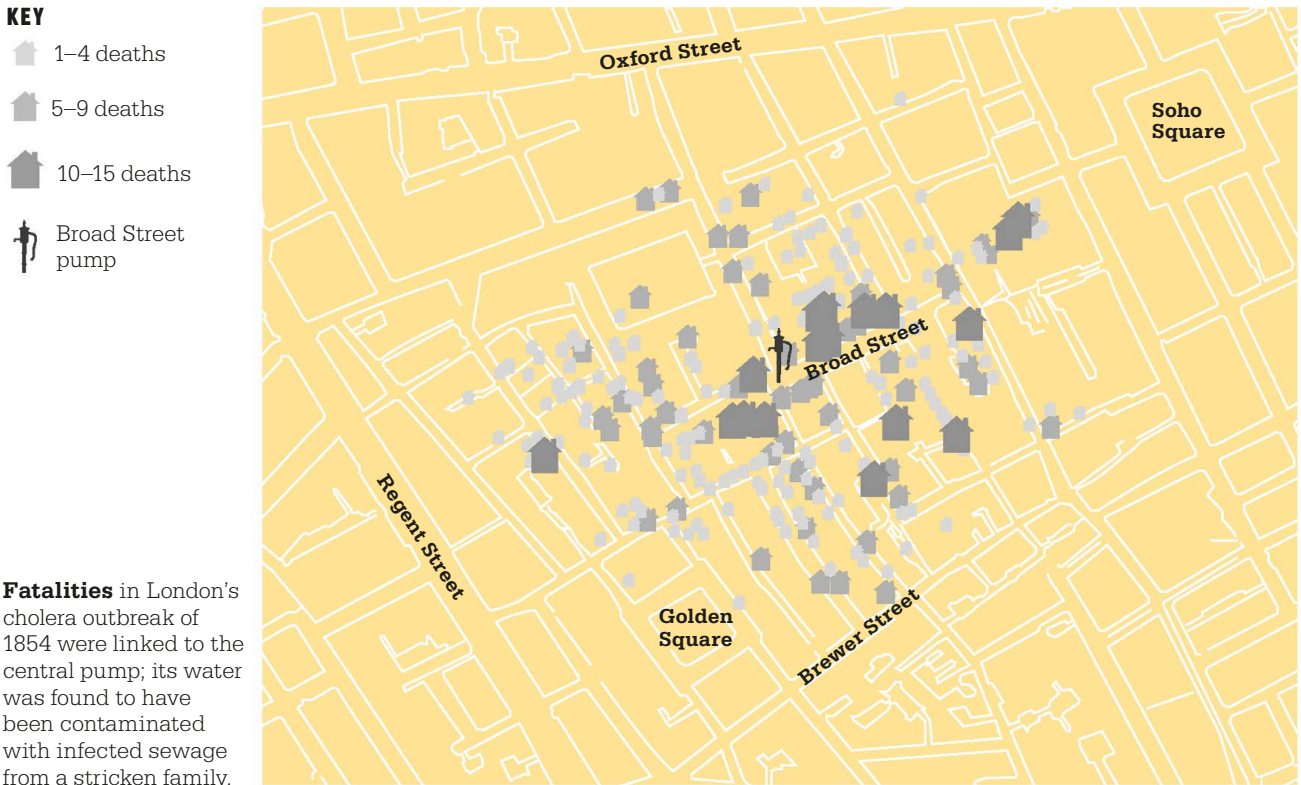 KEY
1–4 deaths
5–9 deaths
10–15 deaths
Broad Street
pump
Oxford Street
Soho
Square
Broad Street
Regent Street
Golden
Square
Brewer Street
Fatalities in London's
cholera outbreak of
1854 were linked to the
central pump; its water
was found to have
been contaminated
with infected sewage
from a stricken family.